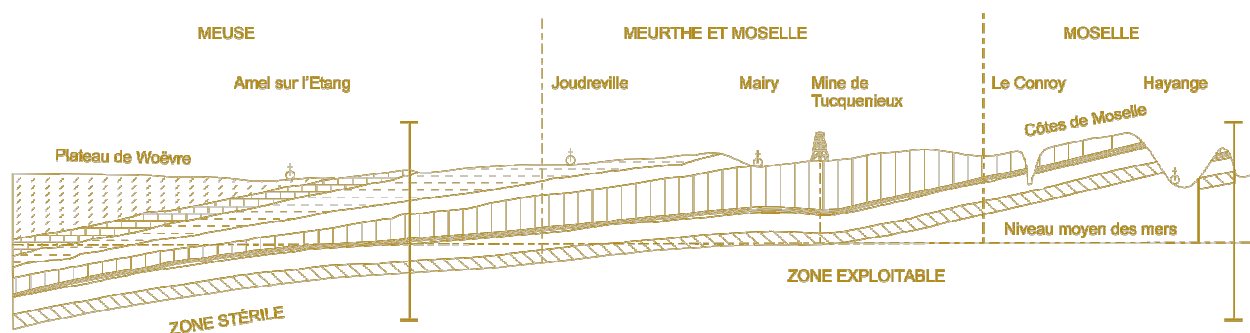 MEUSE
MEURTHE ET MOSELLE
MOSELLE
Amel sur l'Etang
Joudreville
Mairy
Mine de
Tucquenieux
Le Conroy
Hayange
Côtes de Moselle
Plateau de Woëvre
Niveau moyen des mers
ZONE EXPLOITABLE
ZONE STÉRILE